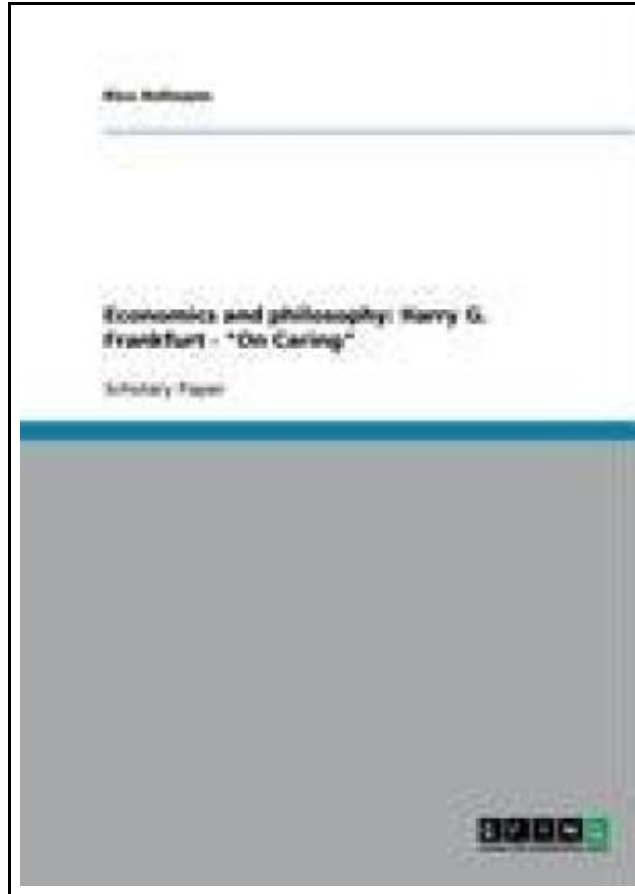 Economics and philosophy: Harry G.
Frankfurt - "On Caring"
Scholary Paper